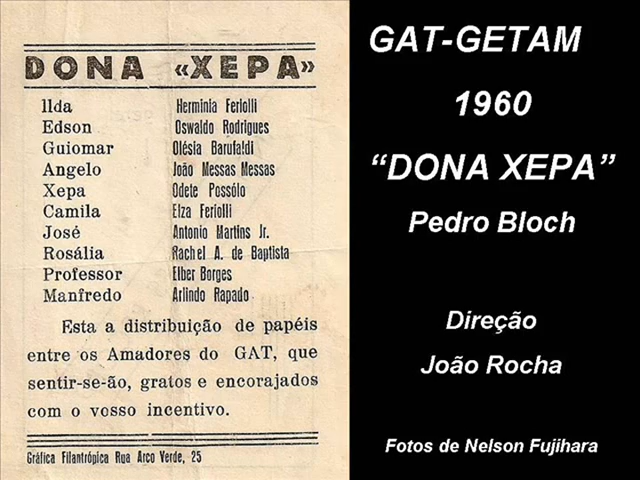 DONA «XEPA»
Ilda Herminia Feriolli
Edson Oswaldo Rodrigues
Guiomar Olésia Barufaldi
Angelo João Messas Messas
Xepa Odete Possólo
Camila Elza Feriolli
José Antonio Martins Jr.
Rosália Rachel A. de Baptista
Professor Elber Borges
Manfredo Arlindo Rapado
Esta a distribuição de papéis
entre os Amadores do GAT, que
sentir-se-ão, gratos e encorajados
com o vosso incentivo.
Gráfica Filantrópica Rua Arco Verde, 25
GAT-GETAM
1960
“DONA XEPA”
Pedro Bloch
Direção
João Rocha
Fotos de Nelson Fujihara